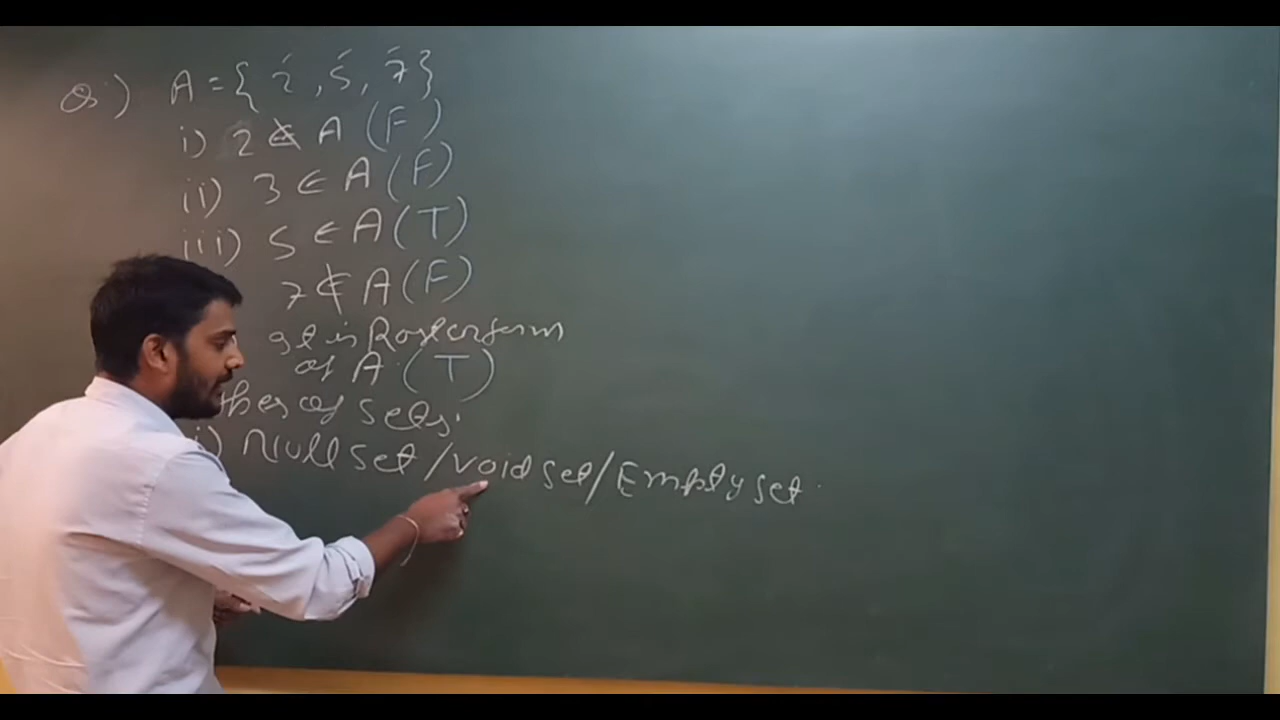 Q:) A = {2, 5, 7}
i) 2 ∉ A (F)
ii) 3 ∈ A (F)
iii) 5 ∈ A (T)
7 ∉ A (F)
It is Roster form
of A. (T)
of Sets.
i) Null set / Void set / Empty set.